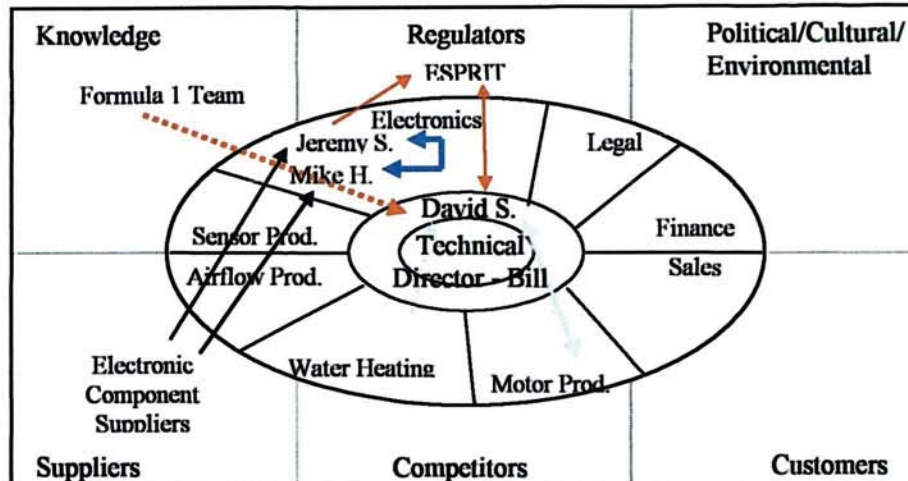 Knowledge
Regulators
Political/Cultural/
Environmental
ESPRIT
Formula 1 Team
Electronics
Jeremy S.
Legal
Mike H.
David S.
Sensor Prod.
Technical
Finance
Airflow Prod.
Director - Bill
Sales
Electronic
Component
Suppliers
Water Heating
Motor Prod.
Suppliers
Competitors
Customers